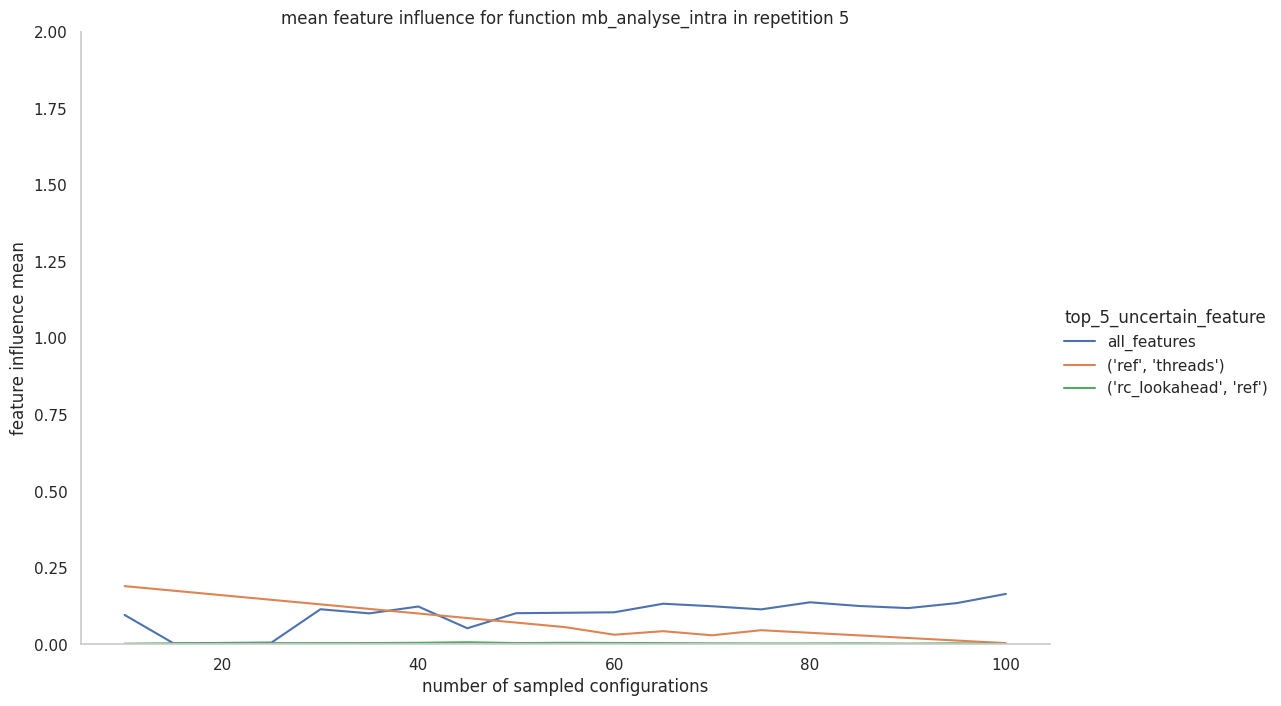 mean feature influence for function mb_analyse_intra in repetition 5
2.00
1.75
1.50
1.25
1.00
0.75
0.50
0.25
0.00
feature influence mean
20
40
60
80
100
number of sampled configurations
top_5_uncertain_feature
all_features
('ref', 'threads')
('rc_lookahead', 'ref')